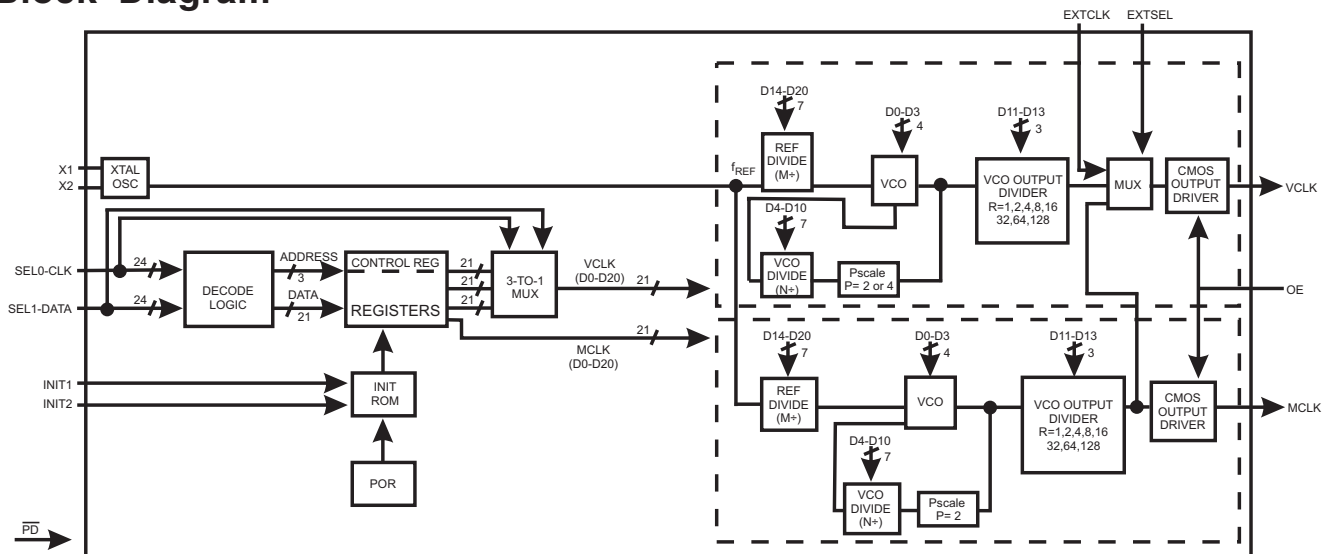 Block Diagram
EXTCLK EXTSEL
D14-D20
7
D0-D3
4
D11-D13
3
X1
X2
XTAL
OSC
fREF
REF
DIVIDE
(M÷)
VCO
VCO OUTPUT
DIVIDER
R=1,2,4,8,16
32,64,128
MUX
CMOS
OUTPUT
DRIVER
VCLK
D4-D10
7
VCO
DIVIDE
(N÷)
Pscale
P= 2 or 4
SEL0-CLK
24
SEL1-DATA
24
DECODE
LOGIC
ADDRESS
3
DATA
21
CONTROL REG
REGISTERS
21
21
21
3-TO-1
MUX
VCLK
(D0-D20)
21
21
MCLK
(D0-D20)
OE
INIT1
INIT2
INIT
ROM
POR
PD
D14-D20
7
D0-D3
4
D11-D13
3
REF
DIVIDE
(M÷)
VCO
VCO OUTPUT
DIVIDER
R=1,2,4,8,16
32,64,128
CMOS
OUTPUT
DRIVER
MCLK
D4-D10
7
VCO
DIVIDE
(N÷)
Pscale
P= 2